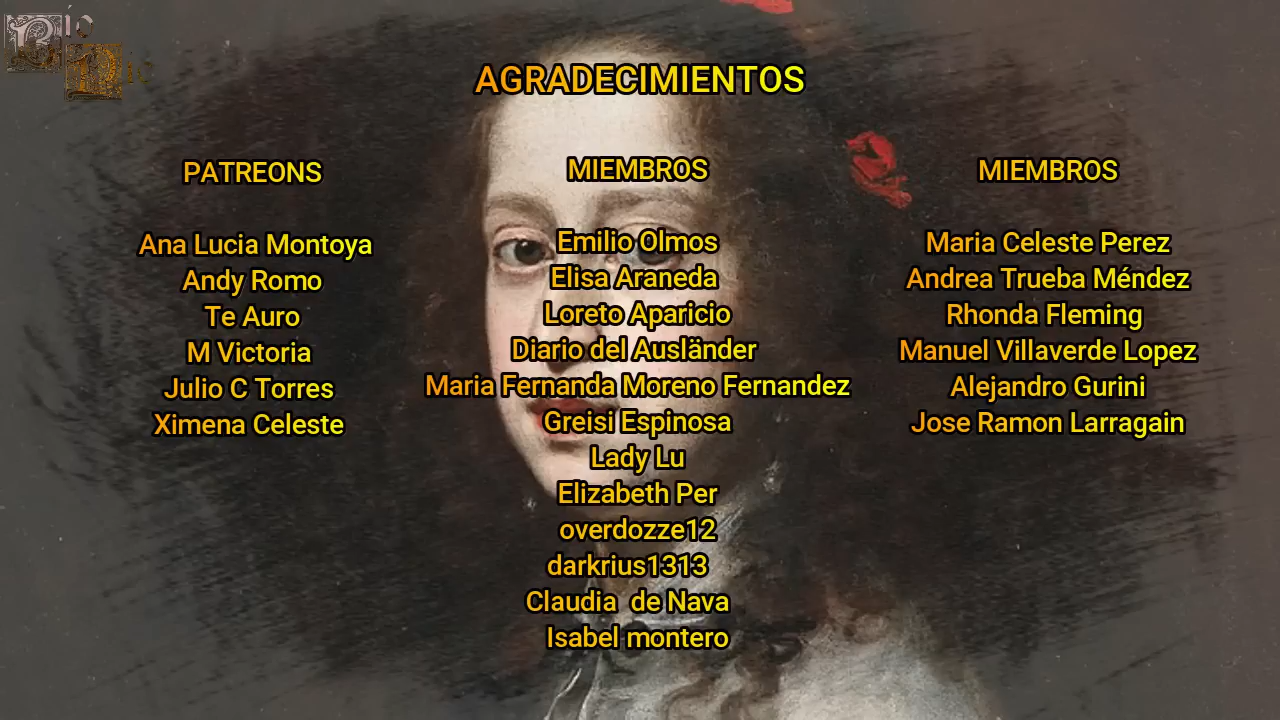 AGRADECIMIENTOS
PATREONS
Ana Lucia Montoya
Andy Romo
Te Auro
M Victoria
Julio C Torres
Ximena Celeste
MIEMBROS
Emilio Olmos
Elisa Araneda
Loreto Aparicio
Diario del Ausländer
Maria Fernanda Moreno Fernandez
Greisi Espinosa
Lady Lu
Elizabeth Per
overdozze12
darkrius1313
Claudia  de Nava
Isabel montero
MIEMBROS
Maria Celeste Perez
Andrea Trueba Méndez
Rhonda Fleming
Manuel Villaverde Lopez
Alejandro Gurini
Jose Ramon Larragain